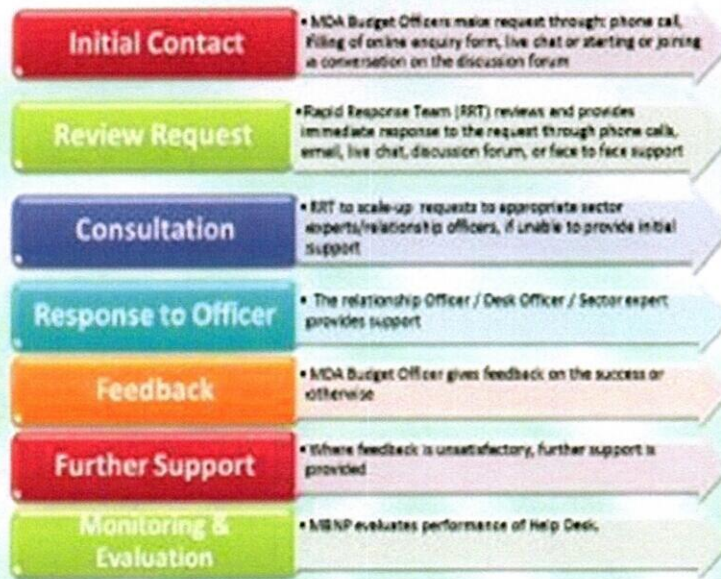 Initial Contact
• MDA Budget Officers make request through: phone call,
filling of online enquiry form, live chat or starting or joining
a conversation on the discussion forum
Review Request
• Rapid Response Team (RRT) reviews and provides
immediate response to the request through phone calls,
email, live chat, discussion forum, or face to face support
Consultation
• RRT to scale-up requests to appropriate sector
experts/relationship officers, if unable to provide initial
support
Response to Officer
• The relationship Officer / Desk Officer / Sector expert
provides support
Feedback
• MDA Budget Officer gives feedback on the success or
otherwise
Further Support
• Where feedback is unsatisfactory, further support is
provided
Monitoring &
Evaluation
• MBNP evaluates performance of Help Desk.